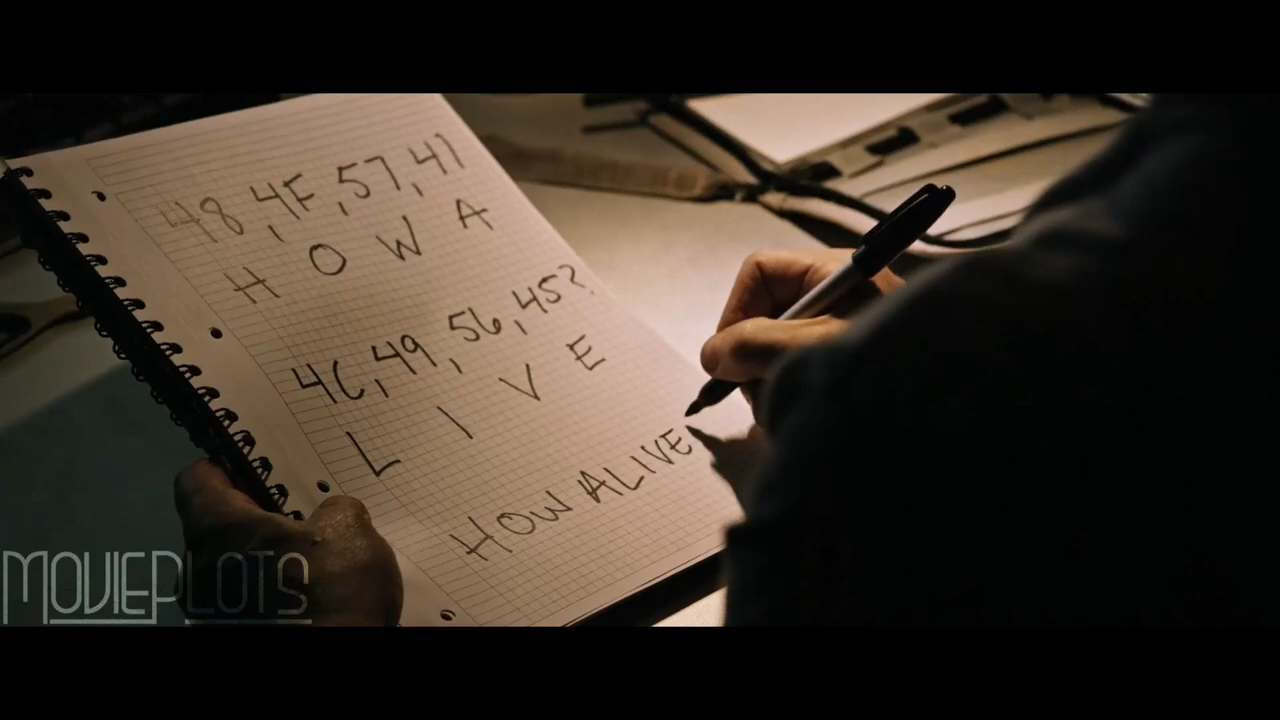 48, 4F, 57, 41
H O W A
4C, 49, 56, 45?
L I V E
HOW ALIVE
MOVIEPLOTS